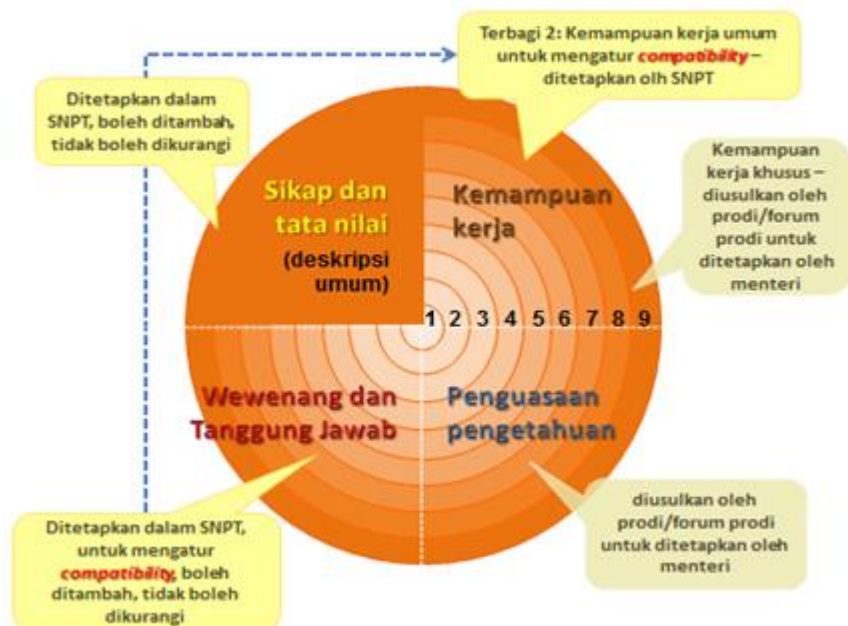 Terbagi 2: Kemampuan kerja umum
untuk mengatur compatibility –
ditetapkan olh SNPT
Ditetapkan dalam
SNPT, boleh ditambah,
tidak boleh dikurangi
Kemampuan
kerja khusus –
diusulkan oleh
prodi/forum
prodi untuk
ditetapkan oleh
menteri
Sikap dan
tata nilai
(deskripsi
umum)
Kemampuan
kerja
1 2 3 4 5 6 7 8 9
Wewenang dan
Tanggung Jawab
Penguasaan
pengetahuan
Ditetapkan dalam SNPT,
untuk mengatur
compatibility, boleh
ditambah, tidak boleh
dikurangi
diusulkan oleh
prodi/forum prodi
untuk ditetapkan oleh
menteri